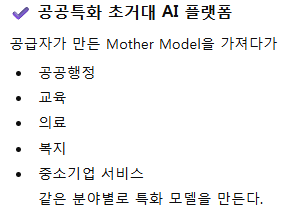 ✔ 공공특화 초거대 AI 플랫폼
공급자가 만든 Mother Model을 가져다가
• 공공행정
• 교육
• 의료
• 복지
• 중소기업 서비스
같은 분야별로 특화 모델을 만든다.